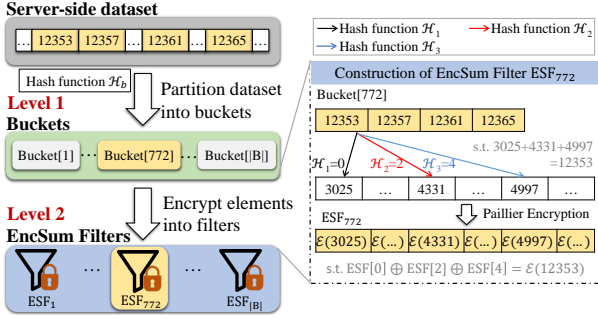 Server-side dataset
... 12353 12357 ... 12361 ... 12365 ...
Hash function ℋb
Level 1
Buckets
Partition dataset
into buckets
Bucket[1] ... Bucket[772] ... Bucket[|B|]
Level 2
EncSum Filters
Encrypt elements
into filters
... ...
ESF1 ESF772 ESF|B|
Hash function ℋ1 Hash function ℋ2
Hash function ℋ3
Construction of EncSum Filter ESF772
Bucket[772]
12353 12357 12361 12365
s.t. 3025+4331+4997
=12353
ℋ1=0 ℋ2=2 ℋ3=4
3025 ... 4331 ... 4997 ...
ESF772 Paillier Encryption
ℰ(3025) ℰ(...) ℰ(4331) ℰ(...) ℰ(4997) ℰ(...)
s.t. ESF[0] ⊕ ESF[2] ⊕ ESF[4] = ℰ(12353)